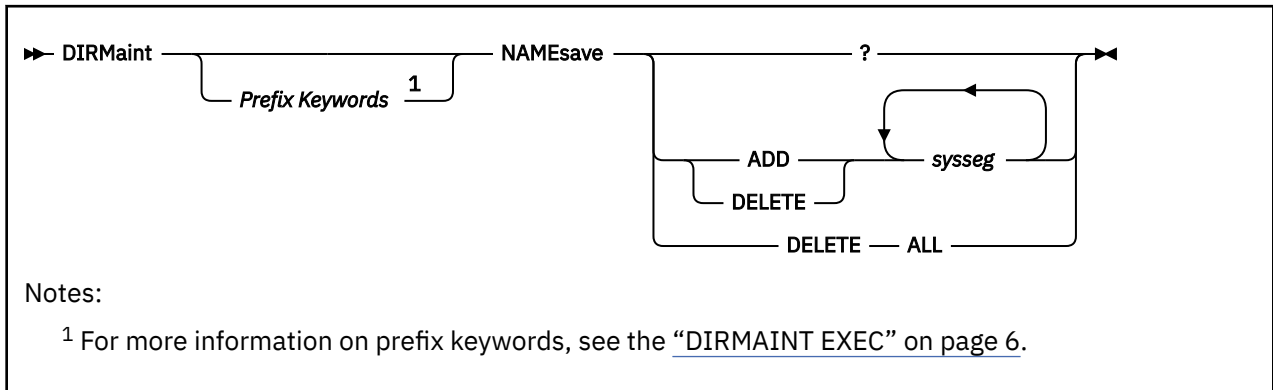 DIRMaint NAMEsave ?
Prefix Keywords 1
ADD sysseg
DELETE
DELETE ALL
Notes:
1 For more information on prefix keywords, see the “DIRMAINT EXEC” on page 6.